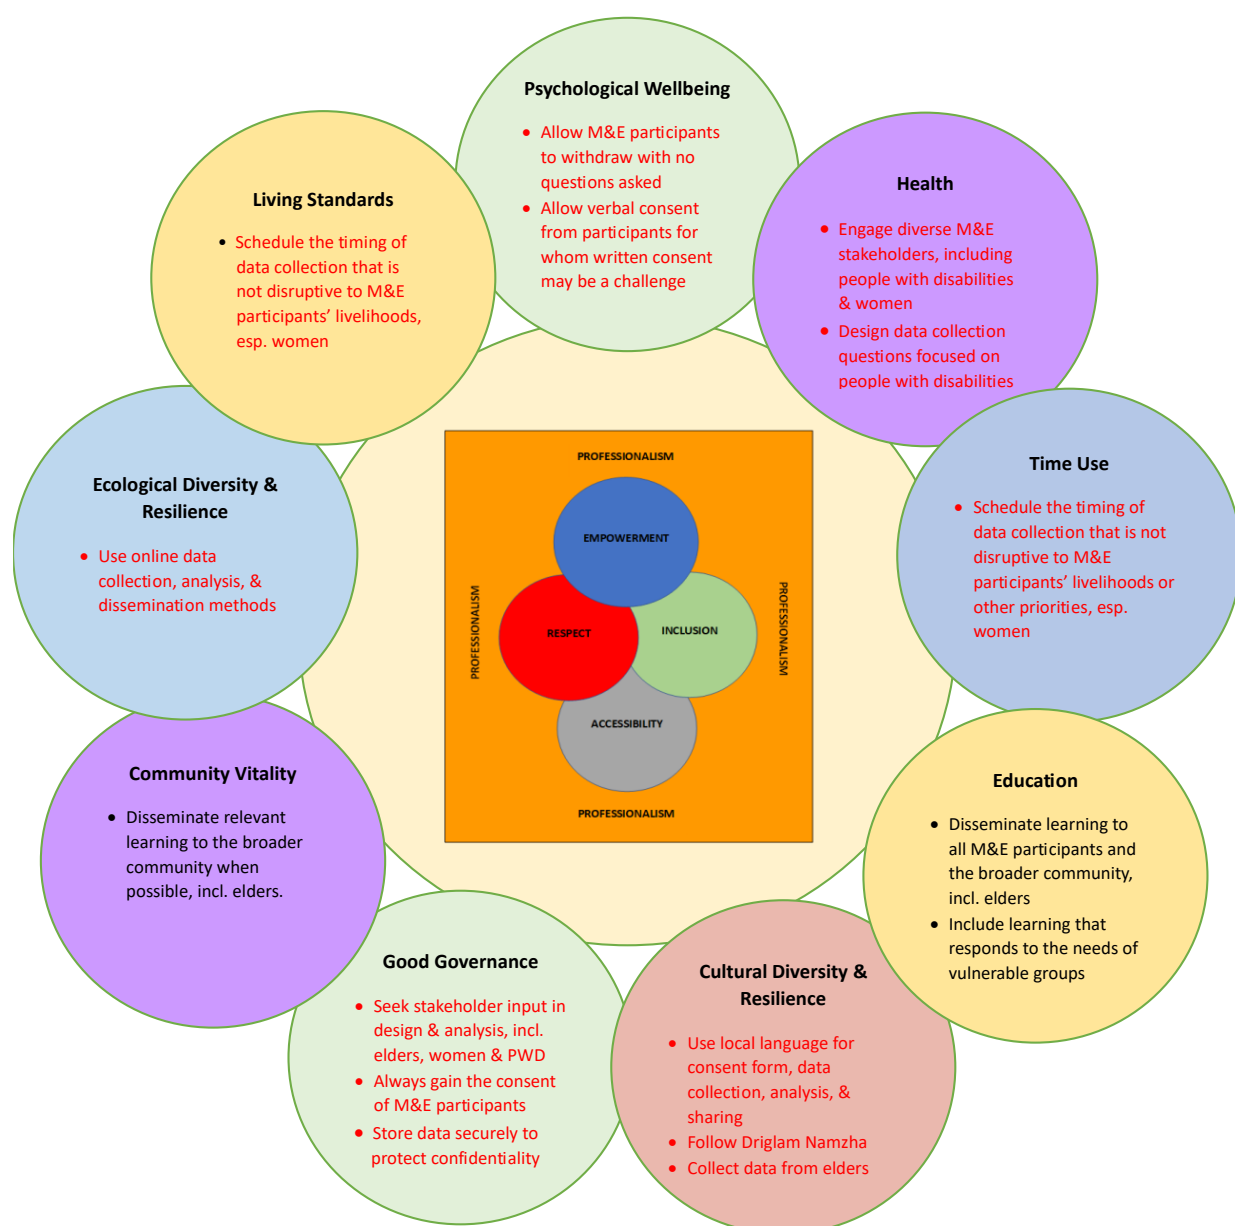 Psychological Wellbeing
• Allow M&E participants
to withdraw with no
questions asked
• Allow verbal consent
from participants for
whom written consent
may be a challenge
Health
• Engage diverse M&E
stakeholders, including
people with disabilities
& women
• Design data collection
questions focused on
people with disabilities
Time Use
• Schedule the timing of
data collection that is not
disruptive to M&E
participants’ livelihoods or
other priorities, esp.
women
Education
• Disseminate learning to
all M&E participants and
the broader community,
incl. elders
• Include learning that
responds to the needs of
vulnerable groups
Cultural Diversity &
Resilience
• Use local language for
consent form, data
collection, analysis, &
sharing
• Follow Driglam Namzha
• Collect data from elders
Good Governance
• Seek stakeholder input in
design & analysis, incl.
elders, women & PWD
• Always gain the consent
of M&E participants
• Store data securely to
protect confidentiality
Community Vitality
• Disseminate relevant
learning to the broader
community when
possible, incl. elders.
Ecological Diversity &
Resilience
• Use online data
collection, analysis, &
dissemination methods
Living Standards
• Schedule the timing of
data collection that is
not disruptive to M&E
participants’ livelihoods,
esp. women
PROFESSIONALISM
EMPOWERMENT
PROFESSIONALISM
RESPECT
INCLUSION
PROFESSIONALISM
ACCESSIBILITY
PROFESSIONALISM